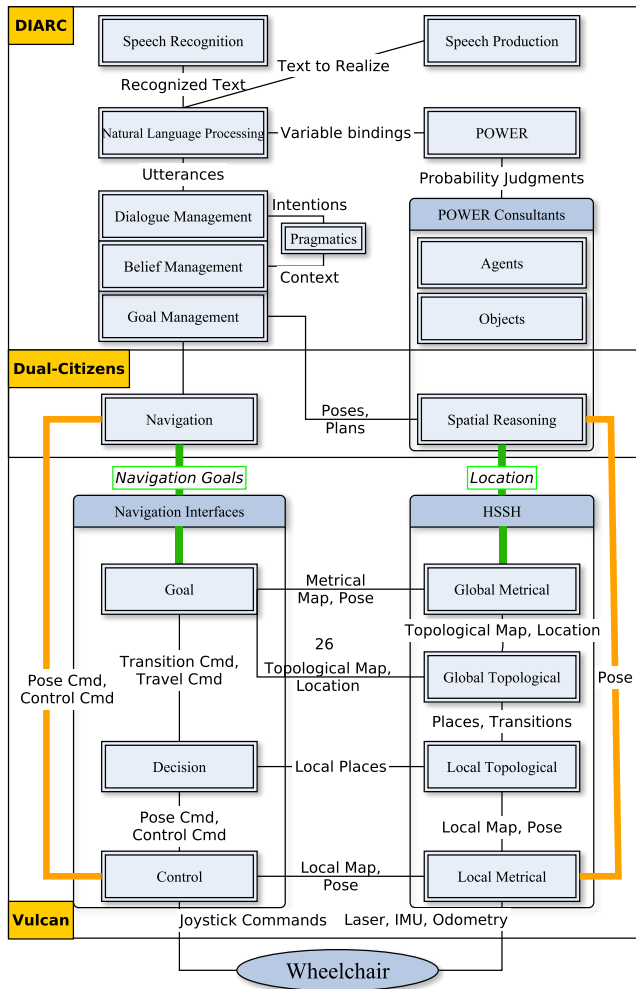 DIARC
Speech Recognition
Speech Production
Text to Realize
Recognized Text
Natural Language Processing
Variable bindings
POWER
Utterances
Probability Judgments
Dialogue Management
Intentions
POWER Consultants
Pragmatics
Agents
Belief Management
Context
Goal Management
Objects
Dual-Citizens
Navigation
Poses,
Plans
Spatial Reasoning
Navigation Goals
Location
Navigation Interfaces
HSSH
Goal
Metrical
Map, Pose
Global Metrical
Topological Map, Location
26
Transition Cmd,
Travel Cmd
Topological Map,
Location
Global Topological
Pose Cmd,
Control Cmd
Pose
Places, Transitions
Decision
Local Places
Local Topological
Pose Cmd,
Control Cmd
Local Map, Pose
Control
Local Map,
Pose
Local Metrical
Vulcan
Joystick Commands
Laser, IMU, Odometry
Wheelchair